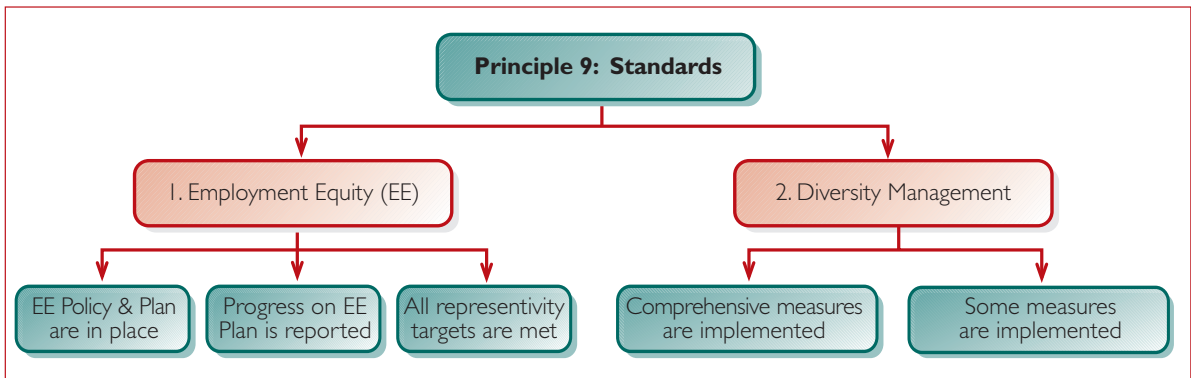 Principle 9: Standards
1. Employment Equity (EE)
2. Diversity Management
EE Policy & Plan
are in place
Progress on EE
Plan is reported
All representivity
targets are met
Comprehensive measures
are implemented
Some measures
are implemented